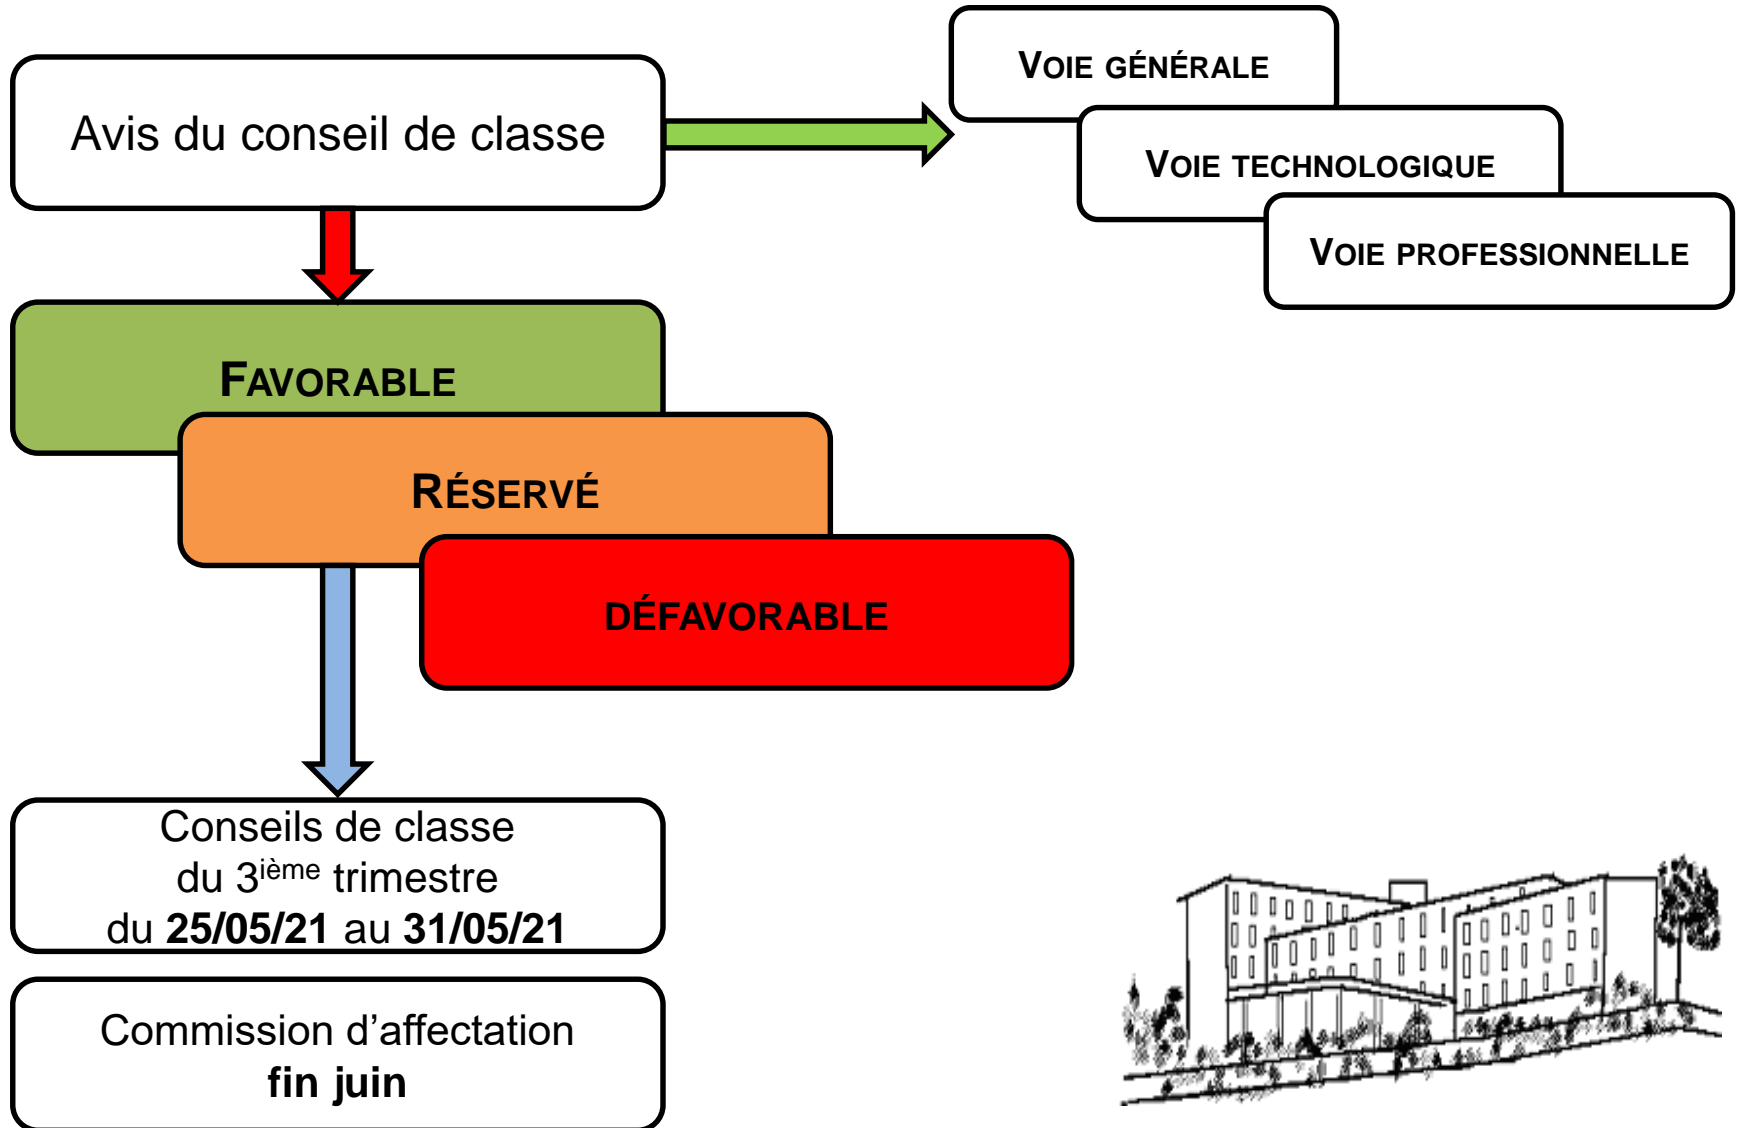 Avis du conseil de classe
VOIE GÉNÉRALE
VOIE TECHNOLOGIQUE
VOIE PROFESSIONNELLE
FAVORABLE
RÉSERVÉ
DÉFAVORABLE
Conseils de classe
du 3ième trimestre
du 25/05/21 au 31/05/21
Commission d’affectation
fin juin